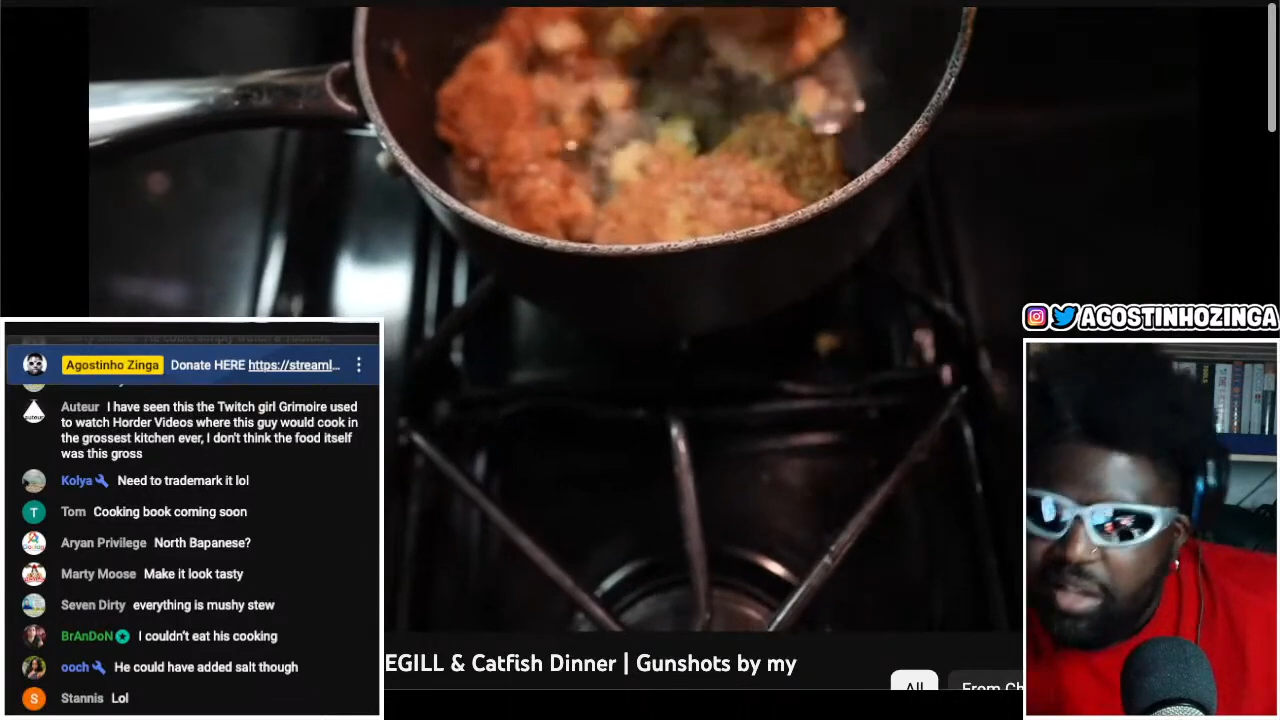 AGOSTINHOZINGA
Agostinho Zinga Donate HERE https://streaml...
Auteur I have seen this the Twitch girl Grimoire used
to watch Horder Videos where this guy would cook in
the grossest kitchen ever, I don't think the food itself
was this gross
Kolya Need to trademark it lol
T Tom Cooking book coming soon
Aryan Privilege North Bapanese?
Marty Moose Make it look tasty
Seven Dirty everything is mushy stew
BrAnDoN I couldn't eat his cooking
ooch He could have added salt though
S Stannis Lol
EGILL & Catfish Dinner | Gunshots by my
All From Ch